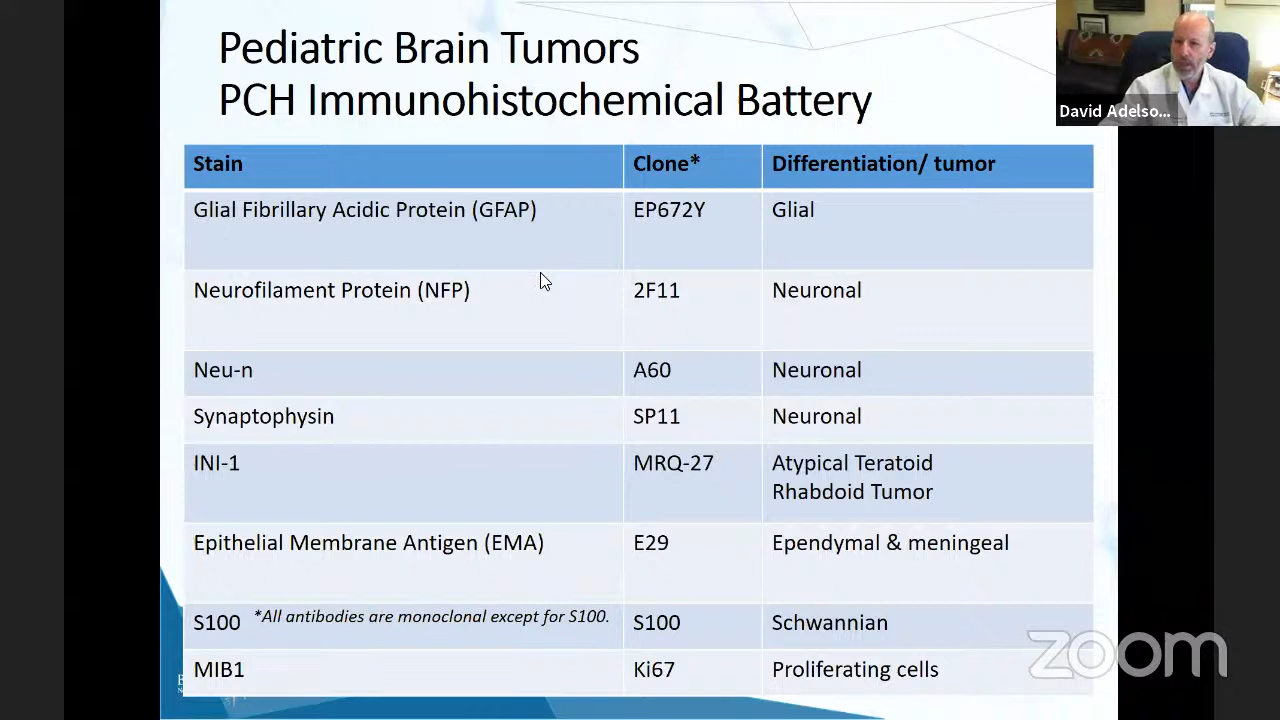 Pediatric Brain Tumors
PCH Immunohistochemical Battery
David Adelso...
Stain Clone* Differentiation/ tumor
Glial Fibrillary Acidic Protein (GFAP) EP672Y Glial
Neurofilament Protein (NFP) 2F11 Neuronal
Neu-n A60 Neuronal
Synaptophysin SP11 Neuronal
INI-1 MRQ-27 Atypical Teratoid
Rhabdoid Tumor
Epithelial Membrane Antigen (EMA) E29 Ependymal & meningeal
S100 *All antibodies are monoclonal except for S100. S100 Schwannian
MIB1 Ki67 Proliferating cells
zoom